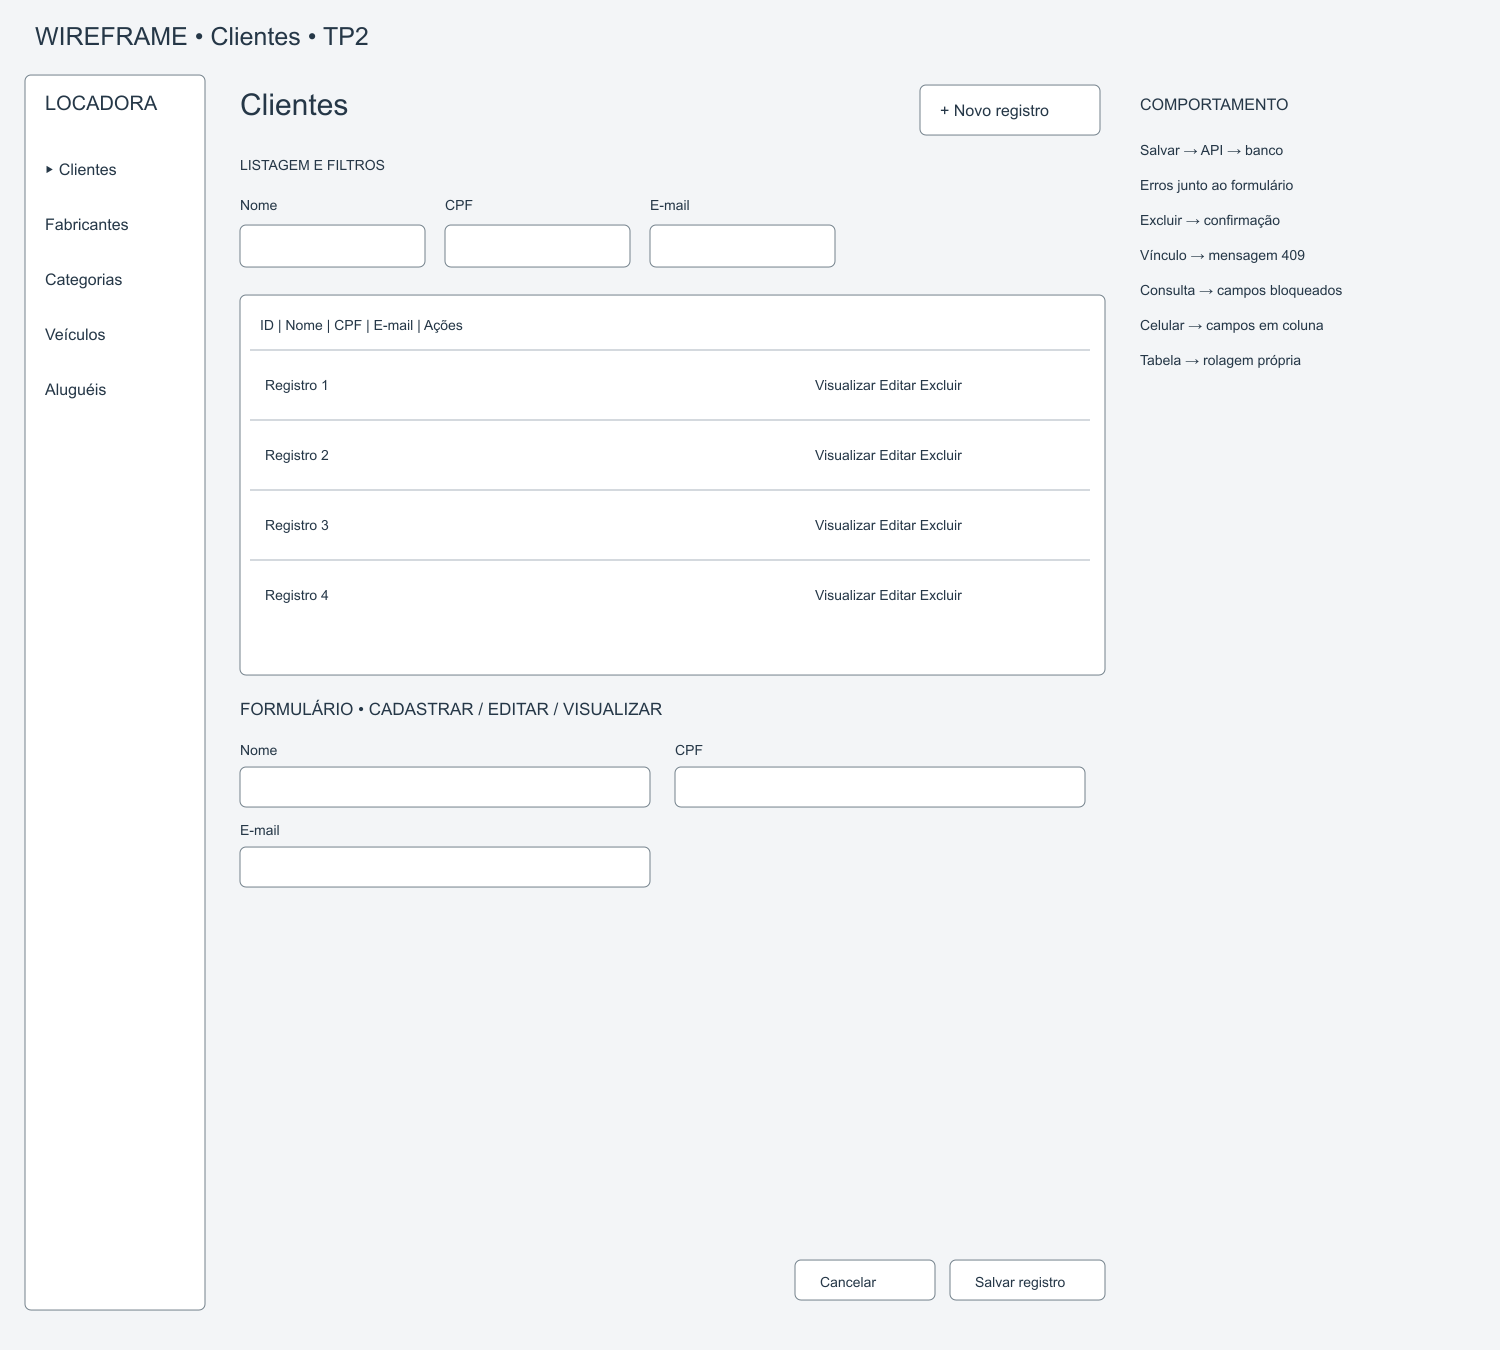 WIREFRAME • Clientes • TP2
LOCADORA
▸ Clientes
Fabricantes
Categorias
Veículos
Aluguéis
Clientes
+ Novo registro
LISTAGEM E FILTROS
Nome
CPF
E-mail
ID | Nome | CPF | E-mail | Ações
Registro 1 Visualizar Editar Excluir
Registro 2 Visualizar Editar Excluir
Registro 3 Visualizar Editar Excluir
Registro 4 Visualizar Editar Excluir
FORMULÁRIO • CADASTRAR / EDITAR / VISUALIZAR
Nome
CPF
E-mail
Cancelar
Salvar registro
COMPORTAMENTO
Salvar → API → banco
Erros junto ao formulário
Excluir → confirmação
Vínculo → mensagem 409
Consulta → campos bloqueados
Celular → campos em coluna
Tabela → rolagem própria